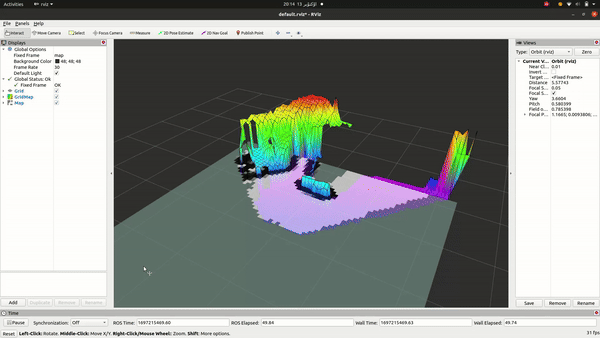 Activities
rviz
20:14 13 أكتوبر
default.rviz* - RViz
File Panels Help
Interact Move Camera Select Focus Camera Measure 2D Pose Estimate 2D Nav Goal Publish Point
Displays
Global Options
Fixed Frame map
Background Color 48; 48; 48
Frame Rate 30
Default Light
Global Status: Ok
Fixed Frame OK
Grid
GridMap
Map
Add Duplicate Remove Rename
Views
Type: Orbit (rviz) Zero
Current V... Orbit (rviz)
Near Cl... 0.01
Invert ...
Target ... <Fixed Frame>
Distance 5.57743
Focal S... 0.05
Focal S...
Yaw 3.6604
Pitch 0.580399
Field o... 0.785398
Focal P... 1.1665; 0.0093806; ...
Save Remove Rename
Time
Pause Synchronization: Off ROS Time: 1697215469.60 ROS Elapsed: 49.84 Wall Time: 1697215469.63 Wall Elapsed: 49.74
Reset Left-Click: Rotate. Middle-Click: Move X/Y. Right-Click/Mouse Wheel: Zoom. Shift: More options. 31 fps